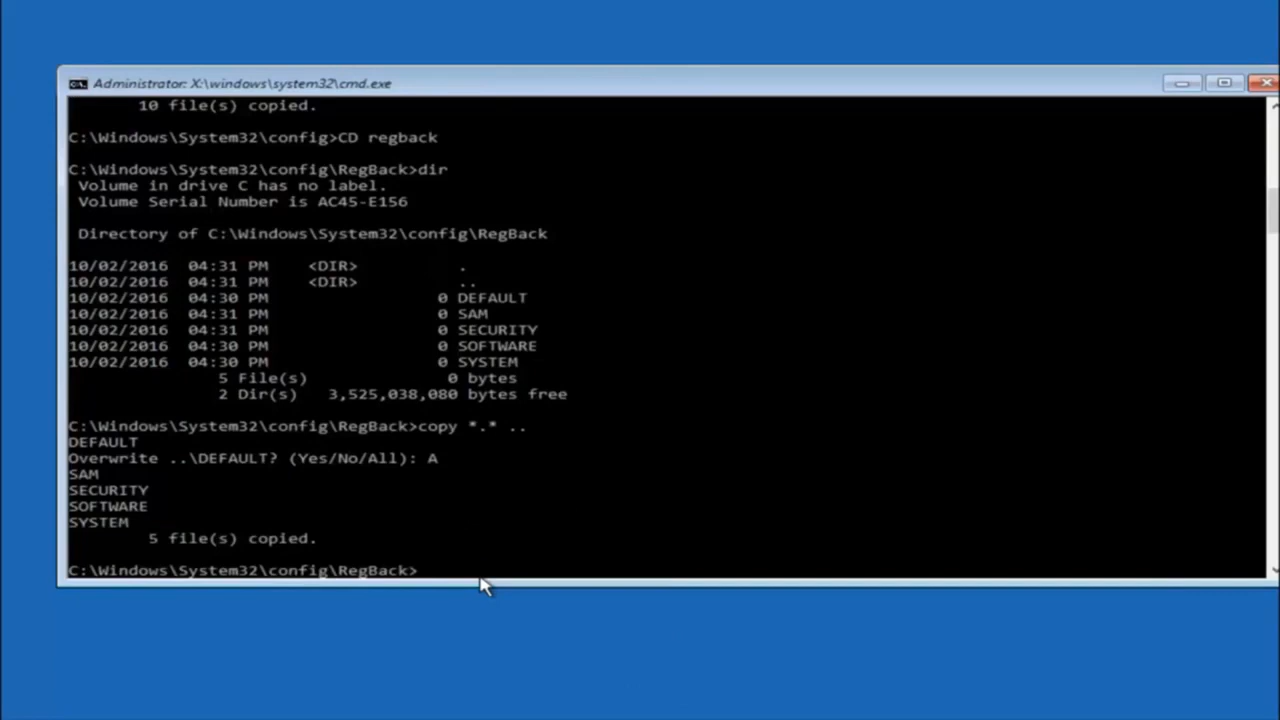 Administrator: X:\windows\system32\cmd.exe
10 file(s) copied.
C:\Windows\System32\config>CD regback
C:\Windows\System32\config\RegBack>dir
Volume in drive C has no label.
Volume Serial Number is AC45-E156
Directory of C:\Windows\System32\config\RegBack
10/02/2016 04:31 PM <DIR> .
10/02/2016 04:31 PM <DIR> ..
10/02/2016 04:30 PM 0 DEFAULT
10/02/2016 04:31 PM 0 SAM
10/02/2016 04:31 PM 0 SECURITY
10/02/2016 04:30 PM 0 SOFTWARE
10/02/2016 04:30 PM 0 SYSTEM
5 File(s) 0 bytes
2 Dir(s) 3,525,038,080 bytes free
C:\Windows\System32\config\RegBack>copy *.* ..
DEFAULT
Overwrite ..\DEFAULT? (Yes/No/All): A
SAM
SECURITY
SOFTWARE
SYSTEM
5 file(s) copied.
C:\Windows\System32\config\RegBack>